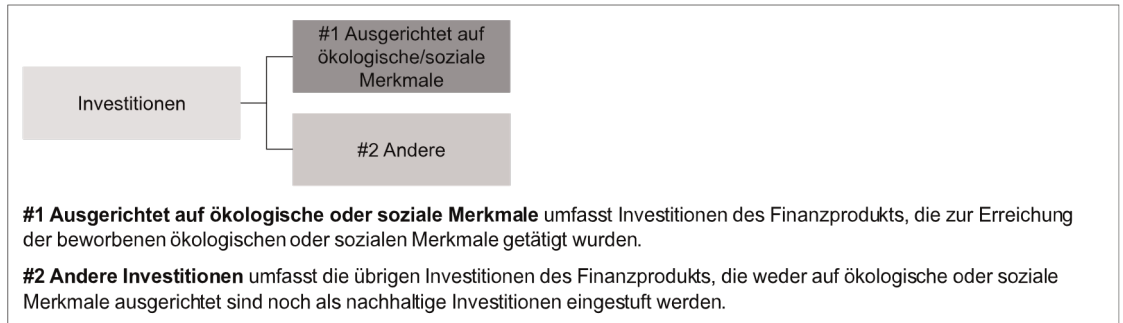 #1 Ausgerichtet auf
ökologische/soziale
Merkmale
Investitionen
#2 Andere
#1 Ausgerichtet auf ökologische oder soziale Merkmale umfasst Investitionen des Finanzprodukts, die zur Erreichung
der beworbenen ökologischen oder sozialen Merkmale getätigt wurden.
#2 Andere Investitionen umfasst die übrigen Investitionen des Finanzprodukts, die weder auf ökologische oder soziale
Merkmale ausgerichtet sind noch als nachhaltige Investitionen eingestuft werden.